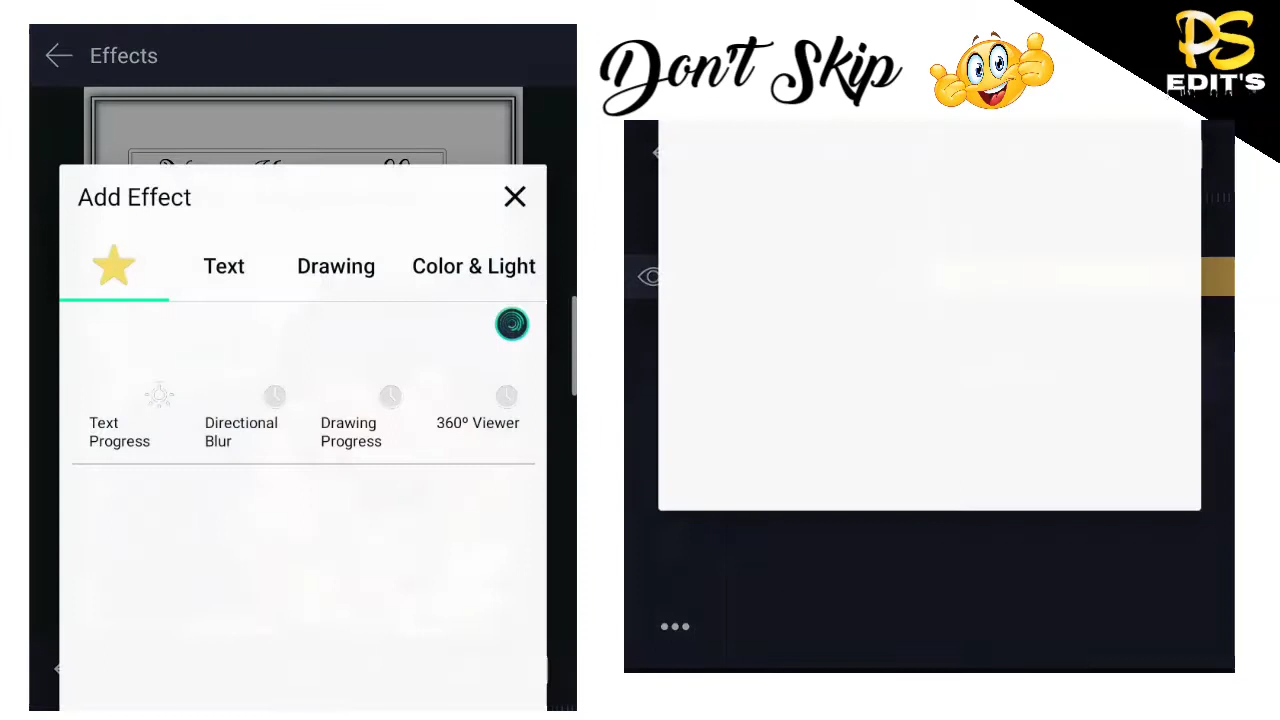 Effects
Don't Skip
PS
EDIT'S
Add Effect
Text
Drawing
Color & Light
Text
Progress
Directional
Blur
Drawing
Progress
360º Viewer